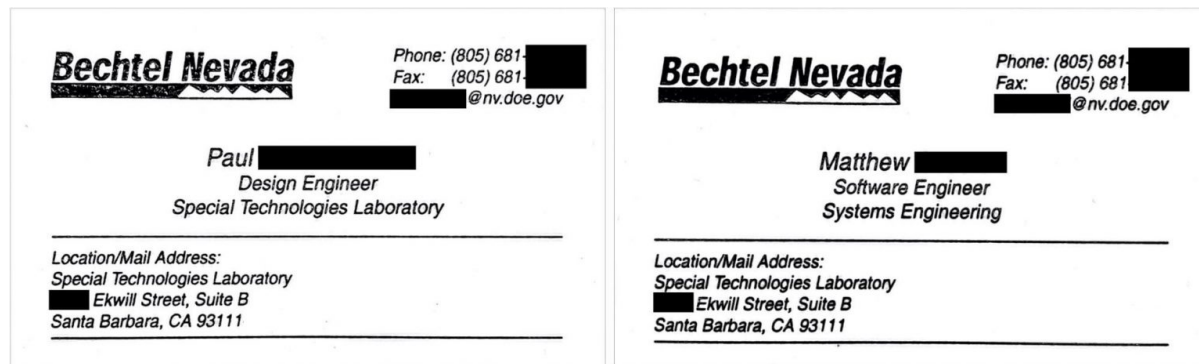 Bechtel Nevada
Phone: (805) 681-
Fax: (805) 681-
@nv.doe.gov
Paul
Design Engineer
Special Technologies Laboratory
Location/Mail Address:
Special Technologies Laboratory
Ekwill Street, Suite B
Santa Barbara, CA 93111
Bechtel Nevada
Phone: (805) 681-
Fax: (805) 681
@nv.doe.gov
Matthew
Software Engineer
Systems Engineering
Location/Mail Address:
Special Technologies Laboratory
Ekwill Street, Suite B
Santa Barbara, CA 93111